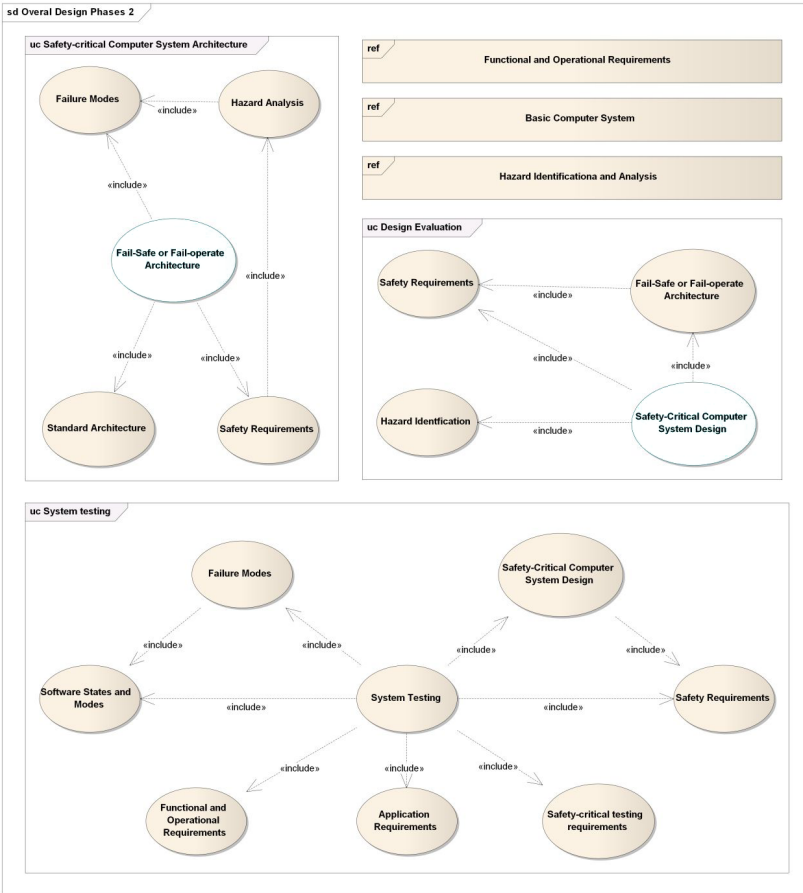 sd Overal Design Phases 2
uc Safety-critical Computer System Architecture
Failure Modes
Hazard Analysis
«include»
«include»
Fail-Safe or Fail-operate
Architecture
«include»
«include»
«include»
Standard Architecture
Safety Requirements
ref
Functional and Operational Requirements
ref
Basic Computer System
ref
Hazard Identificationa and Analysis
uc Design Evaluation
Safety Requirements
Fail-Safe or Fail-operate
Architecture
«include»
«include»
«include»
Hazard Identfication
Safety-Critical Computer
System Design
«include»
uc System testing
Failure Modes
Safety-Critical Computer
System Design
«include»
«include»
«include»
«include»
Software States and
Modes
System Testing
Safety Requirements
«include»
«include»
«include»
«include»
«include»
Functional and
Operational
Requirements
Application
Requirements
Safety-critical testing
requirements